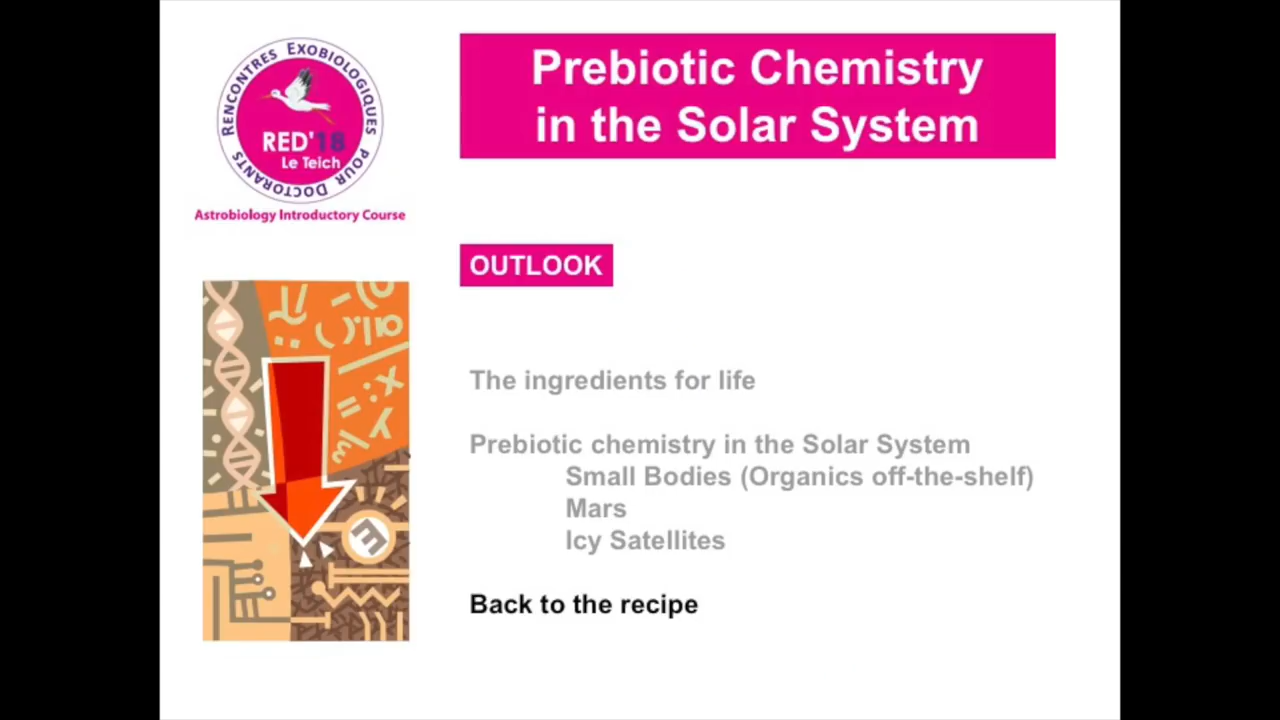 RENCONTRES EXOBIOLOGIQUES POUR DOCTORANTS
RED'18
Le Teich
Astrobiology Introductory Course
Prebiotic Chemistry
in the Solar System
OUTLOOK
The ingredients for life
Prebiotic chemistry in the Solar System
Small Bodies (Organics off-the-shelf)
Mars
Icy Satellites
Back to the recipe